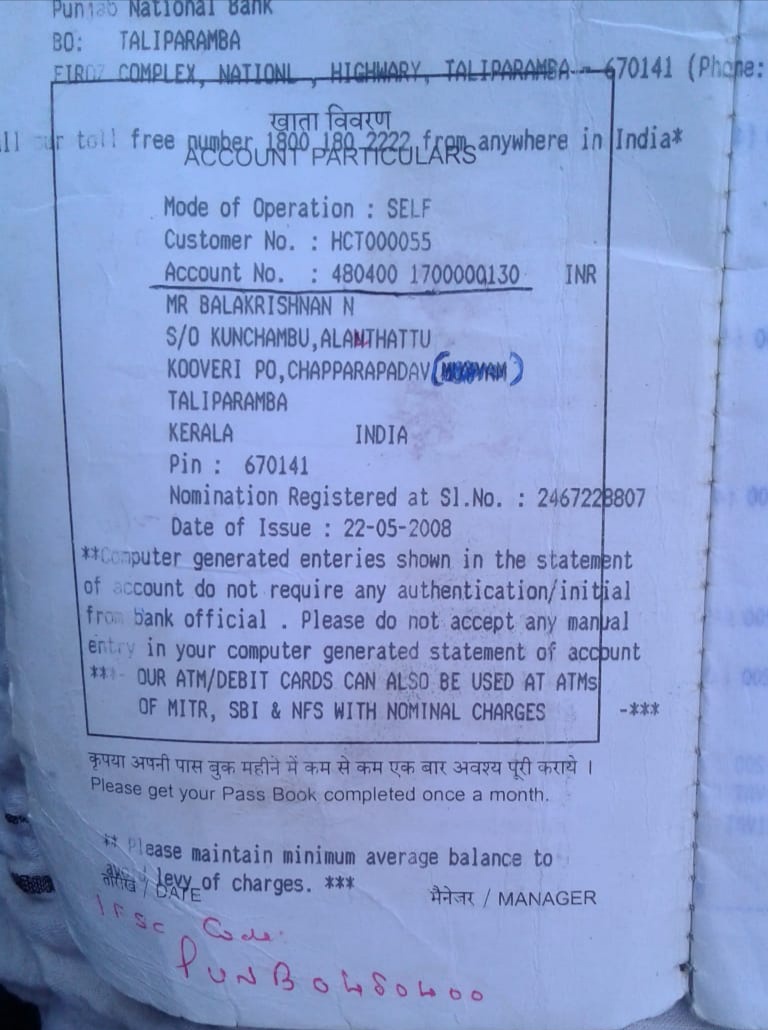 Punjab National Bank
BO: TALIPARAMBA
COMPLEX, NATIONL , HIGHWARY, TALIPARAMBA - 670141 (Phone:
खाता विवरण
our toll free number 1800 180 2222 from anywhere in India*
ACCOUNT PARTICULARS
Mode of Operation : SELF
Customer No. : HCT000055
Account No. : 480400 1700000130 INR
MR BALAKRISHNAN N
S/O KUNCHAMBU,ALANTHATTU
KOOVERI PO,CHAPPARAPADAV
TALIPARAMBA
KERALA INDIA
Pin : 670141
Nomination Registered at Sl.No. : 2467228807
Date of Issue : 22-05-2008
**Computer generated enteries shown in the statement
of account do not require any authentication/initial
from bank official . Please do not accept any manual
entry in your computer generated statement of account
*** OUR ATM/DEBIT CARDS CAN ALSO BE USED AT ATMs
OF MITR, SBI & NFS WITH NOMINAL CHARGES -***
कृपया अपनी पास बुक महीने में कम से कम एक बार अवश्य पूरी कराये ।
Please get your Pass Book completed once a month.
** Please maintain minimum average balance to
levy of charges. ***
तारीख / DATE मैनेजर / MANAGER
IFSC Code:
PUNB0480400